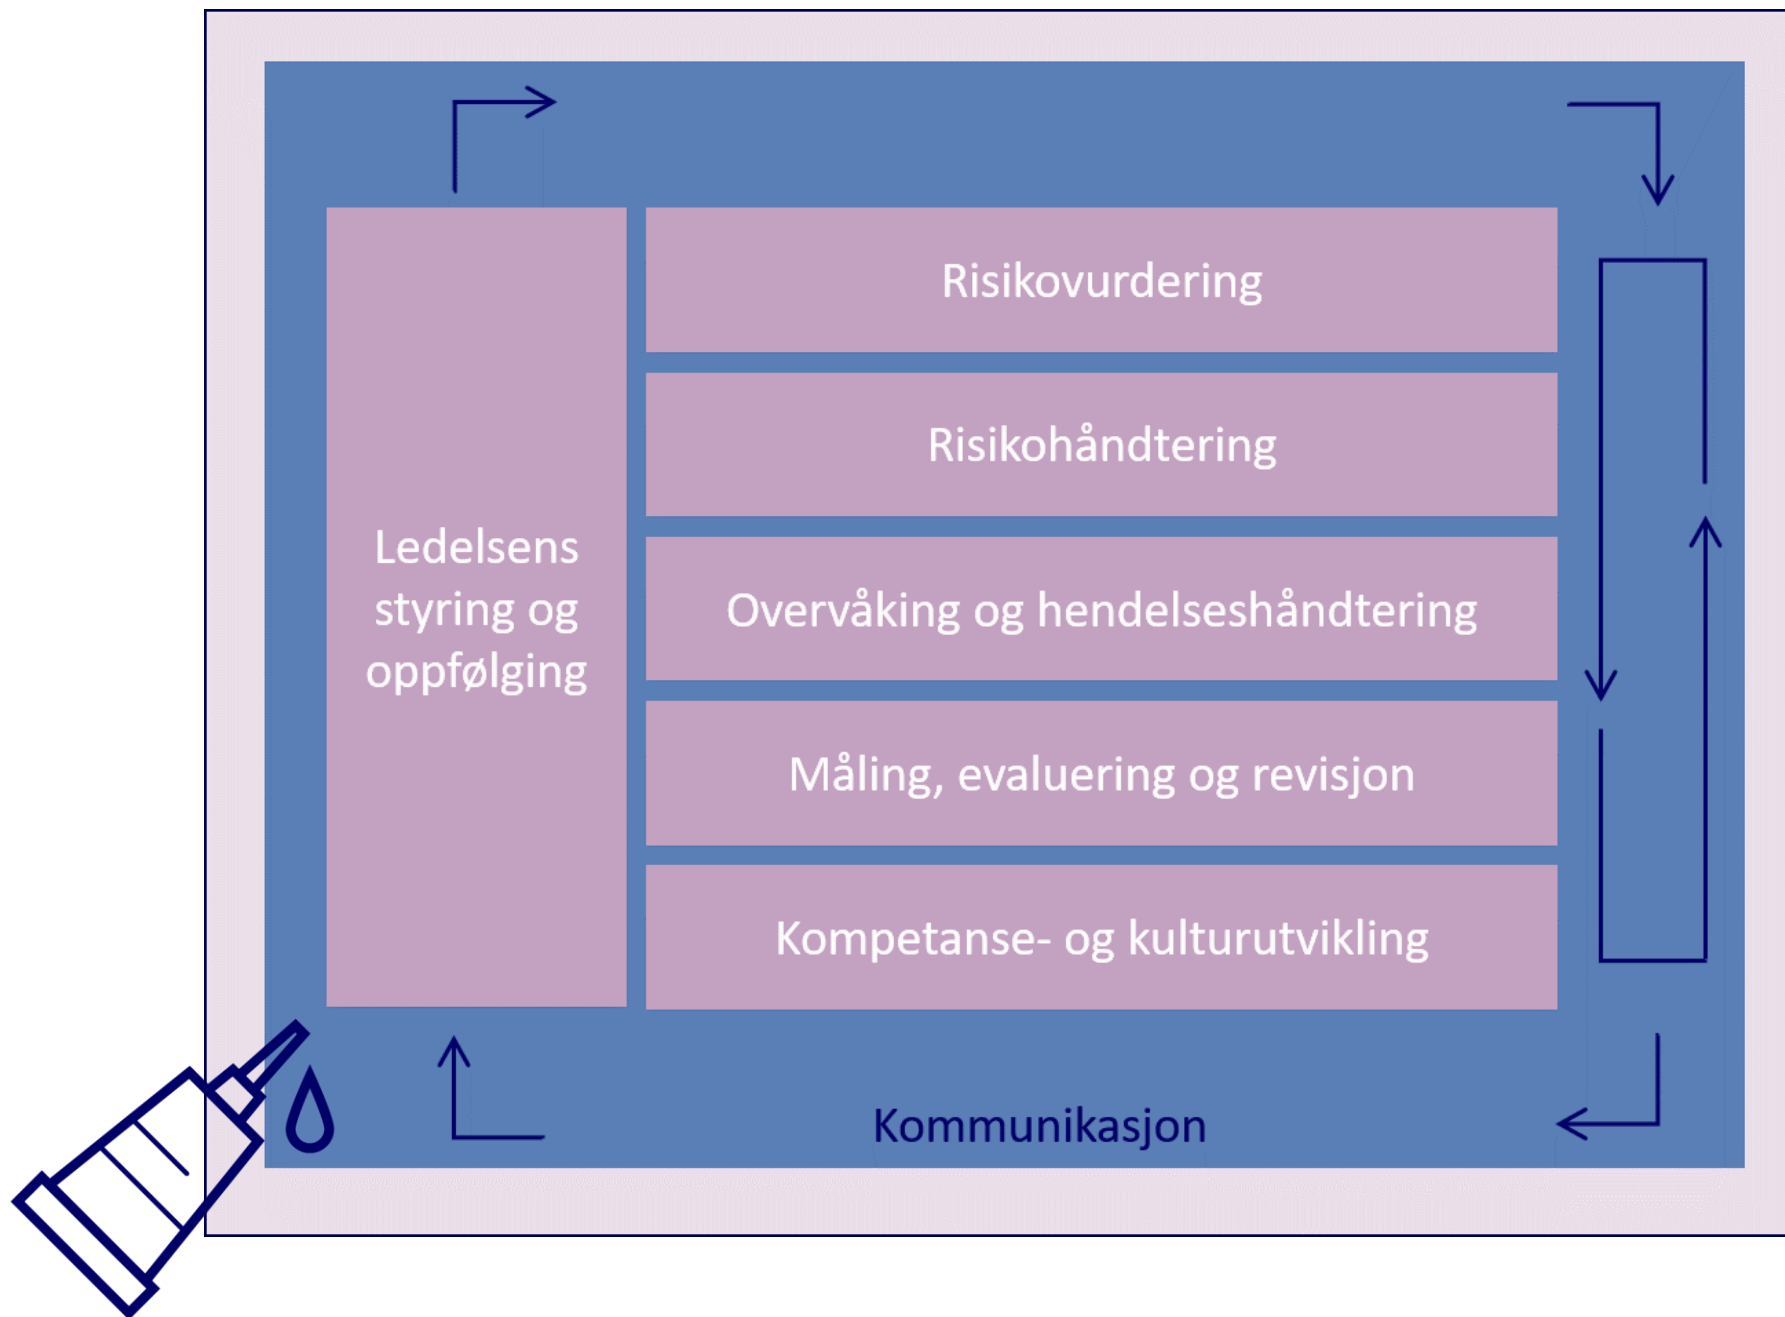 Ledelsens
styring og
oppfølging
Risikovurdering
Risikohåndtering
Overvåking og hendelseshåndtering
Måling, evaluering og revisjon
Kompetanse- og kulturutvikling
Kommunikasjon